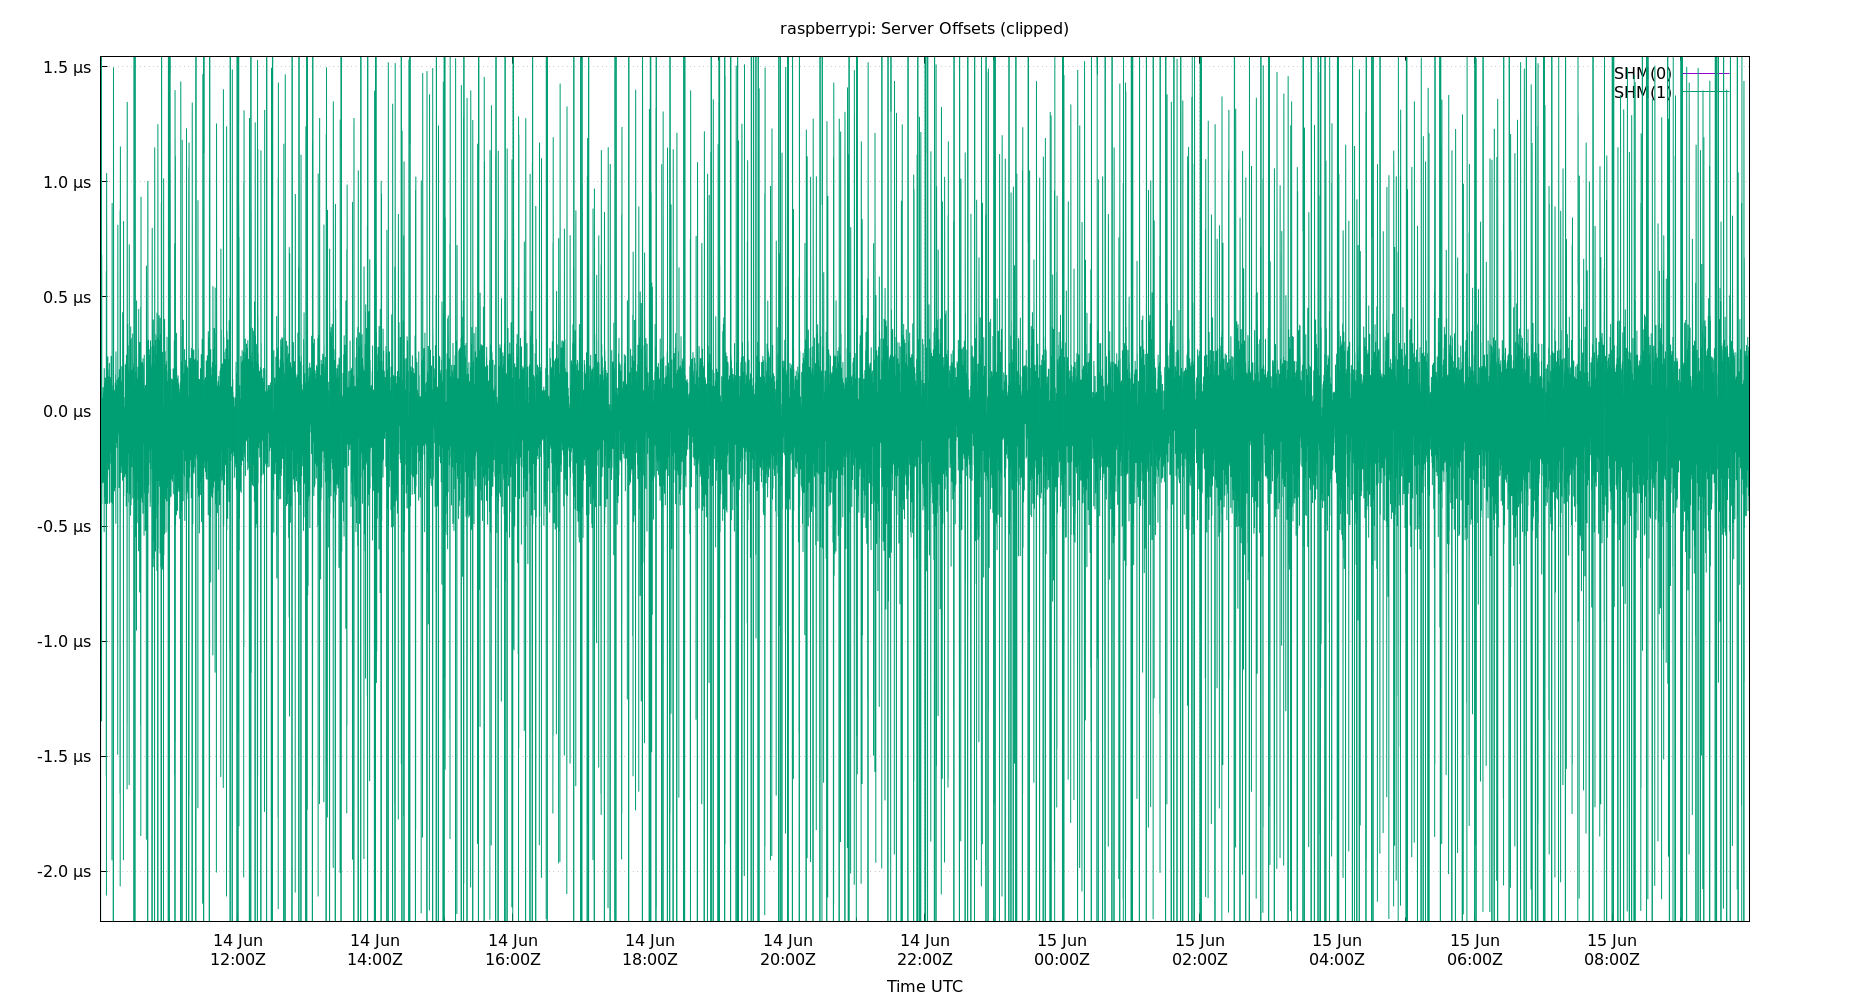 raspberrypi: Server Offsets (clipped)
1.5 µs
1.0 µs
0.5 µs
0.0 µs
-0.5 µs
-1.0 µs
-1.5 µs
-2.0 µs
SHM(0)
SHM(1)
14 Jun 14 Jun 14 Jun 14 Jun 14 Jun 14 Jun 15 Jun 15 Jun 15 Jun 15 Jun 15 Jun
12:00Z 14:00Z 16:00Z 18:00Z 20:00Z 22:00Z 00:00Z 02:00Z 04:00Z 06:00Z 08:00Z
Time UTC